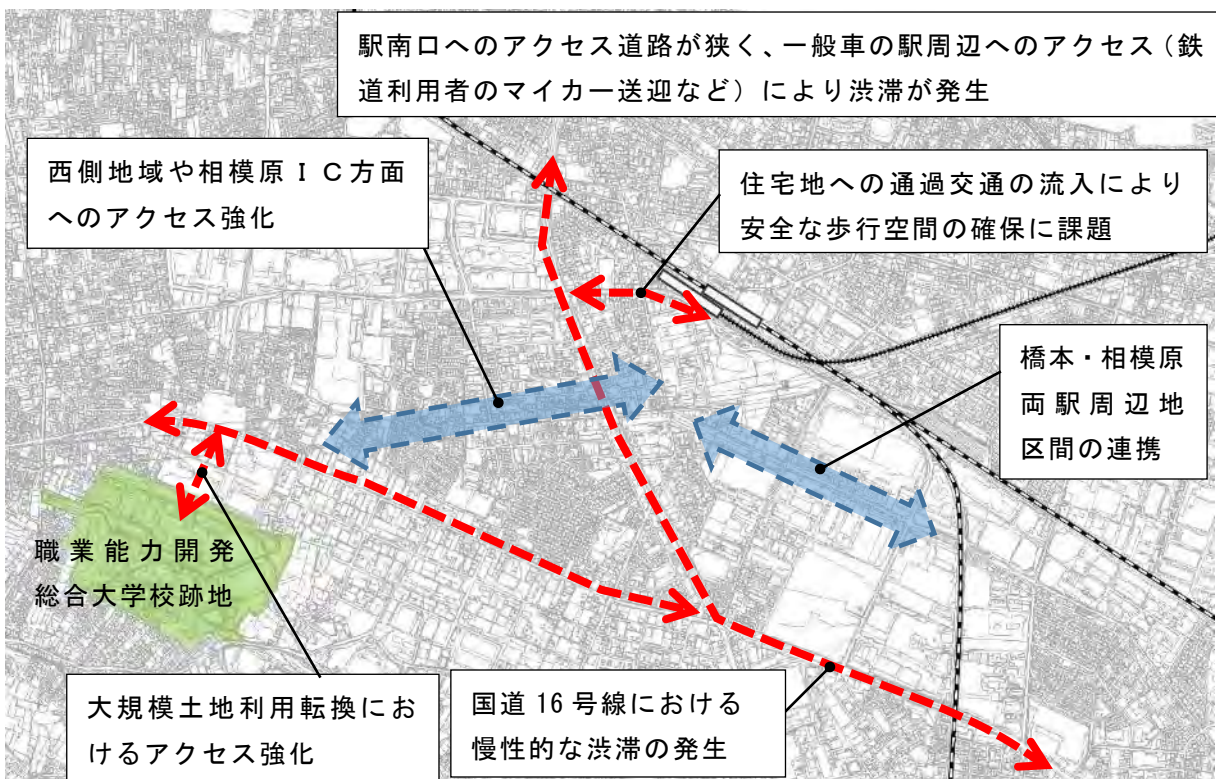 駅南口へのアクセス道路が狭く、一般車の駅周辺へのアクセス（鉄
道利用者のマイカー送迎など）により渋滞が発生
西側地域や相模原ＩＣ方面
へのアクセス強化
住宅地への通過交通の流入により
安全な歩行空間の確保に課題
橋本・相模原
両駅周辺地
区間の連携
職業能力開発
総合大学校跡地
大規模土地利用転換にお
けるアクセス強化
国道16号線における
慢性的な渋滞の発生